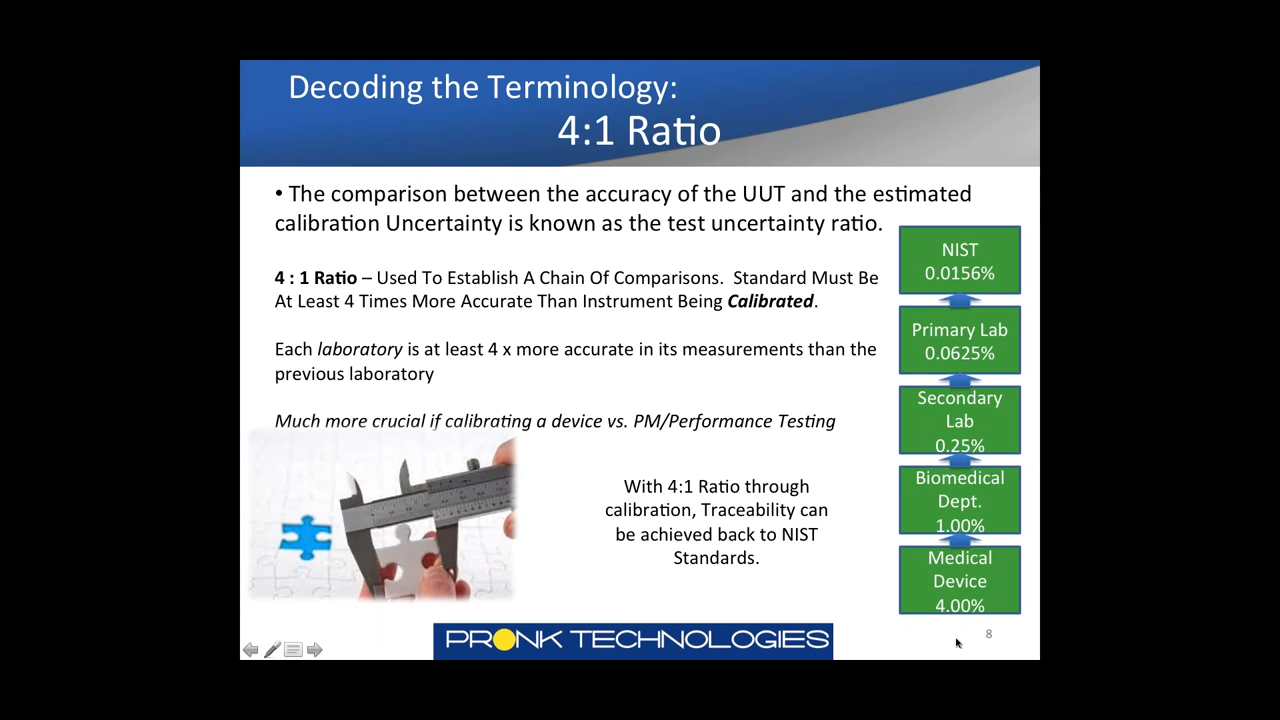 Decoding the Terminology:
4:1 Ratio
• The comparison between the accuracy of the UUT and the estimated
calibration Uncertainty is known as the test uncertainty ratio.
4 : 1 Ratio – Used To Establish A Chain Of Comparisons.  Standard Must Be
At Least 4 Times More Accurate Than Instrument Being Calibrated.
Each laboratory is at least 4 x more accurate in its measurements than the
previous laboratory
Much more crucial if calibrating a device vs. PM/Performance Testing
With 4:1 Ratio through
calibration, Traceability can
be achieved back to NIST
Standards.
NIST
0.0156%
Primary Lab
0.0625%
Secondary
Lab
0.25%
Biomedical
Dept.
1.00%
Medical
Device
4.00%
PRONK TECHNOLOGIES
8